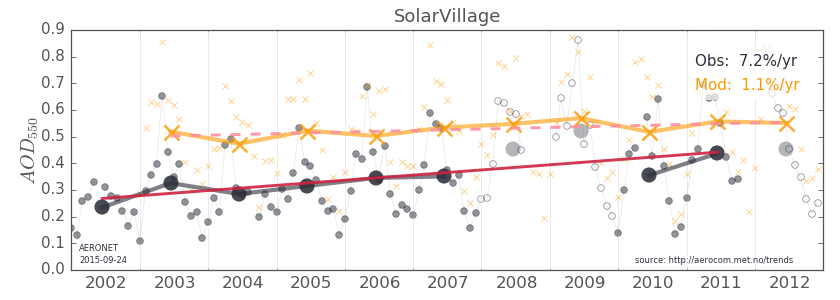 SolarVillage
AOD550
0.9
0.8
0.7
0.6
0.5
0.4
0.3
0.2
0.1
0.0
Obs: 7.2%/yr
Mod: 1.1%/yr
AERONET
2015-09-24
source: http://aerocom.met.no/trends
2002 2003 2004 2005 2006 2007 2008 2009 2010 2011 2012